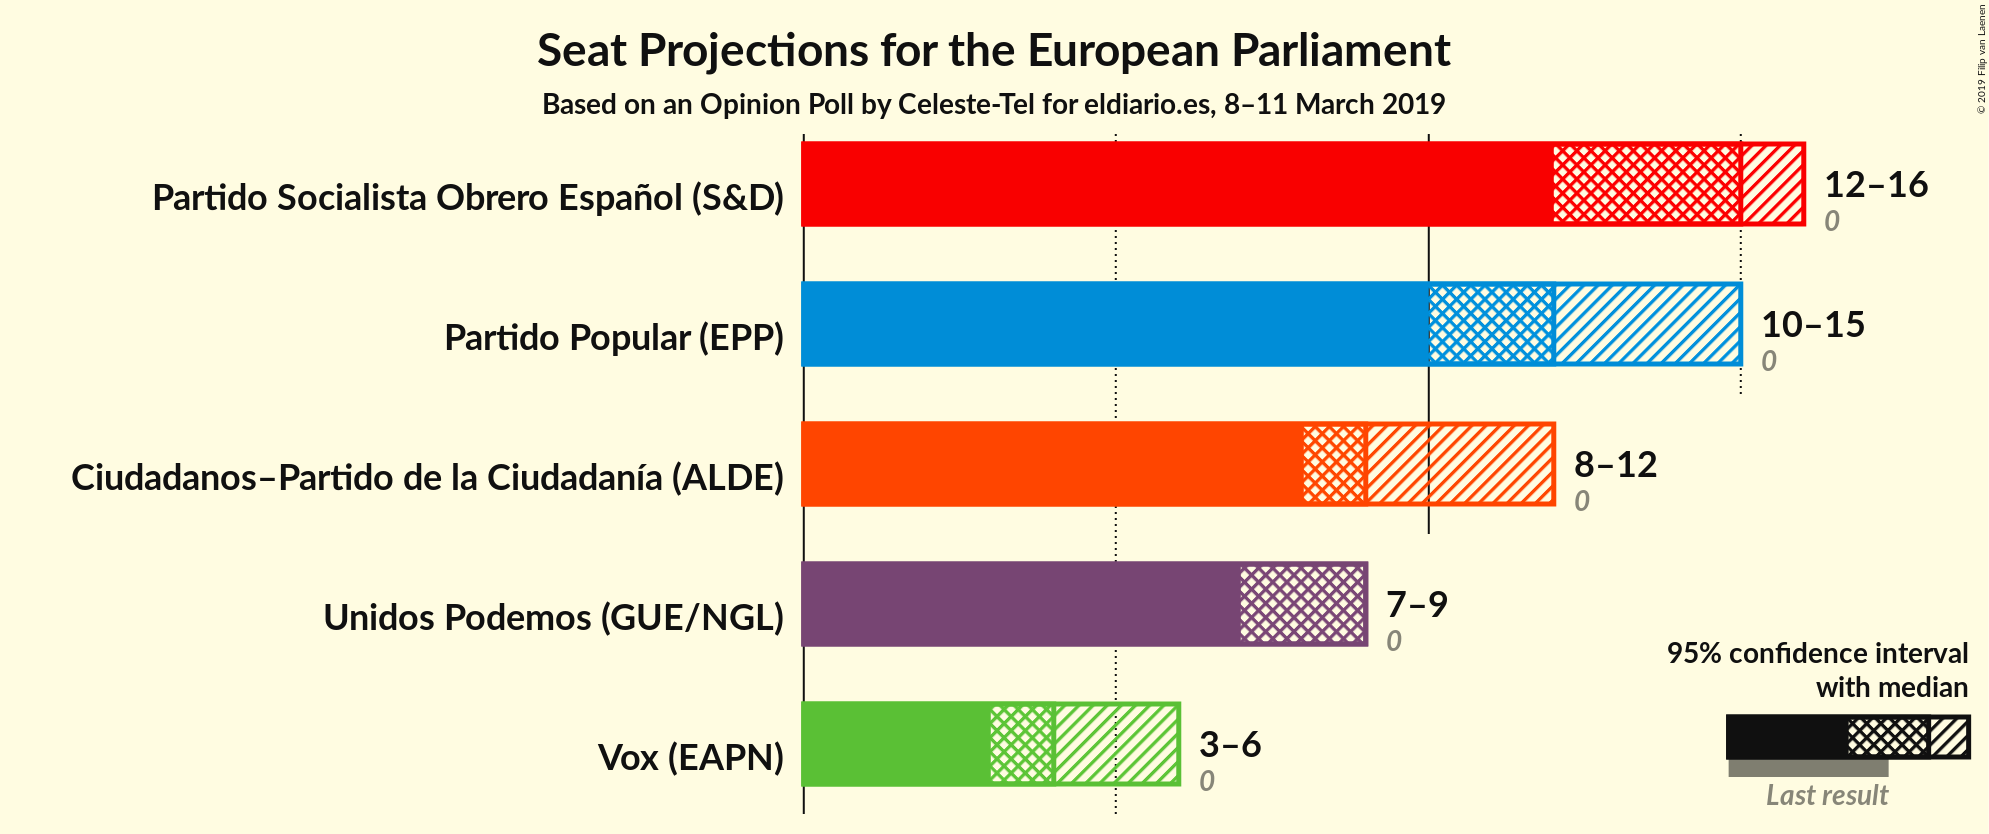 Seat Projections for the European Parliament
Based on an Opinion Poll by Celeste-Tel for eldiario.es, 8–11 March 2019
© 2019 Filip van Laenen
Partido Socialista Obrero Español (S&D)
12–16
0
Partido Popular (EPP)
10–15
0
Ciudadanos–Partido de la Ciudadanía (ALDE)
8–12
0
Unidos Podemos (GUE/NGL)
7–9
0
Vox (EAPN)
3–6
0
95% confidence interval
with median
Last result